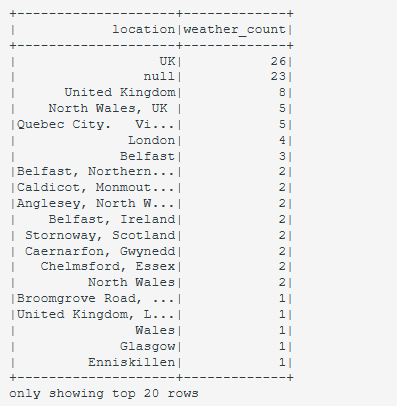 +--------------------+-------------+
|            location|weather_count|
+--------------------+-------------+
|                  UK|           26|
|                null|           23|
|      United Kingdom|            8|
|    North Wales, UK |            5|
|Quebec City.   Vi...|            5|
|              London|            4|
|             Belfast|            3|
|Belfast, Northern...|            2|
|Caldicot, Monmout...|            2|
|Anglesey, North W...|            2|
|    Belfast, Ireland|            2|
| Stornoway, Scotland|            2|
|  Caernarfon, Gwynedd|            2|
|   Chelmsford, Essex|            2|
|         North Wales|            2|
|Broomgrove Road, ...|            1|
|United Kingdom, L...|            1|
|               Wales|            1|
|             Glasgow|            1|
|         Enniskillen|            1|
+--------------------+-------------+
only showing top 20 rows